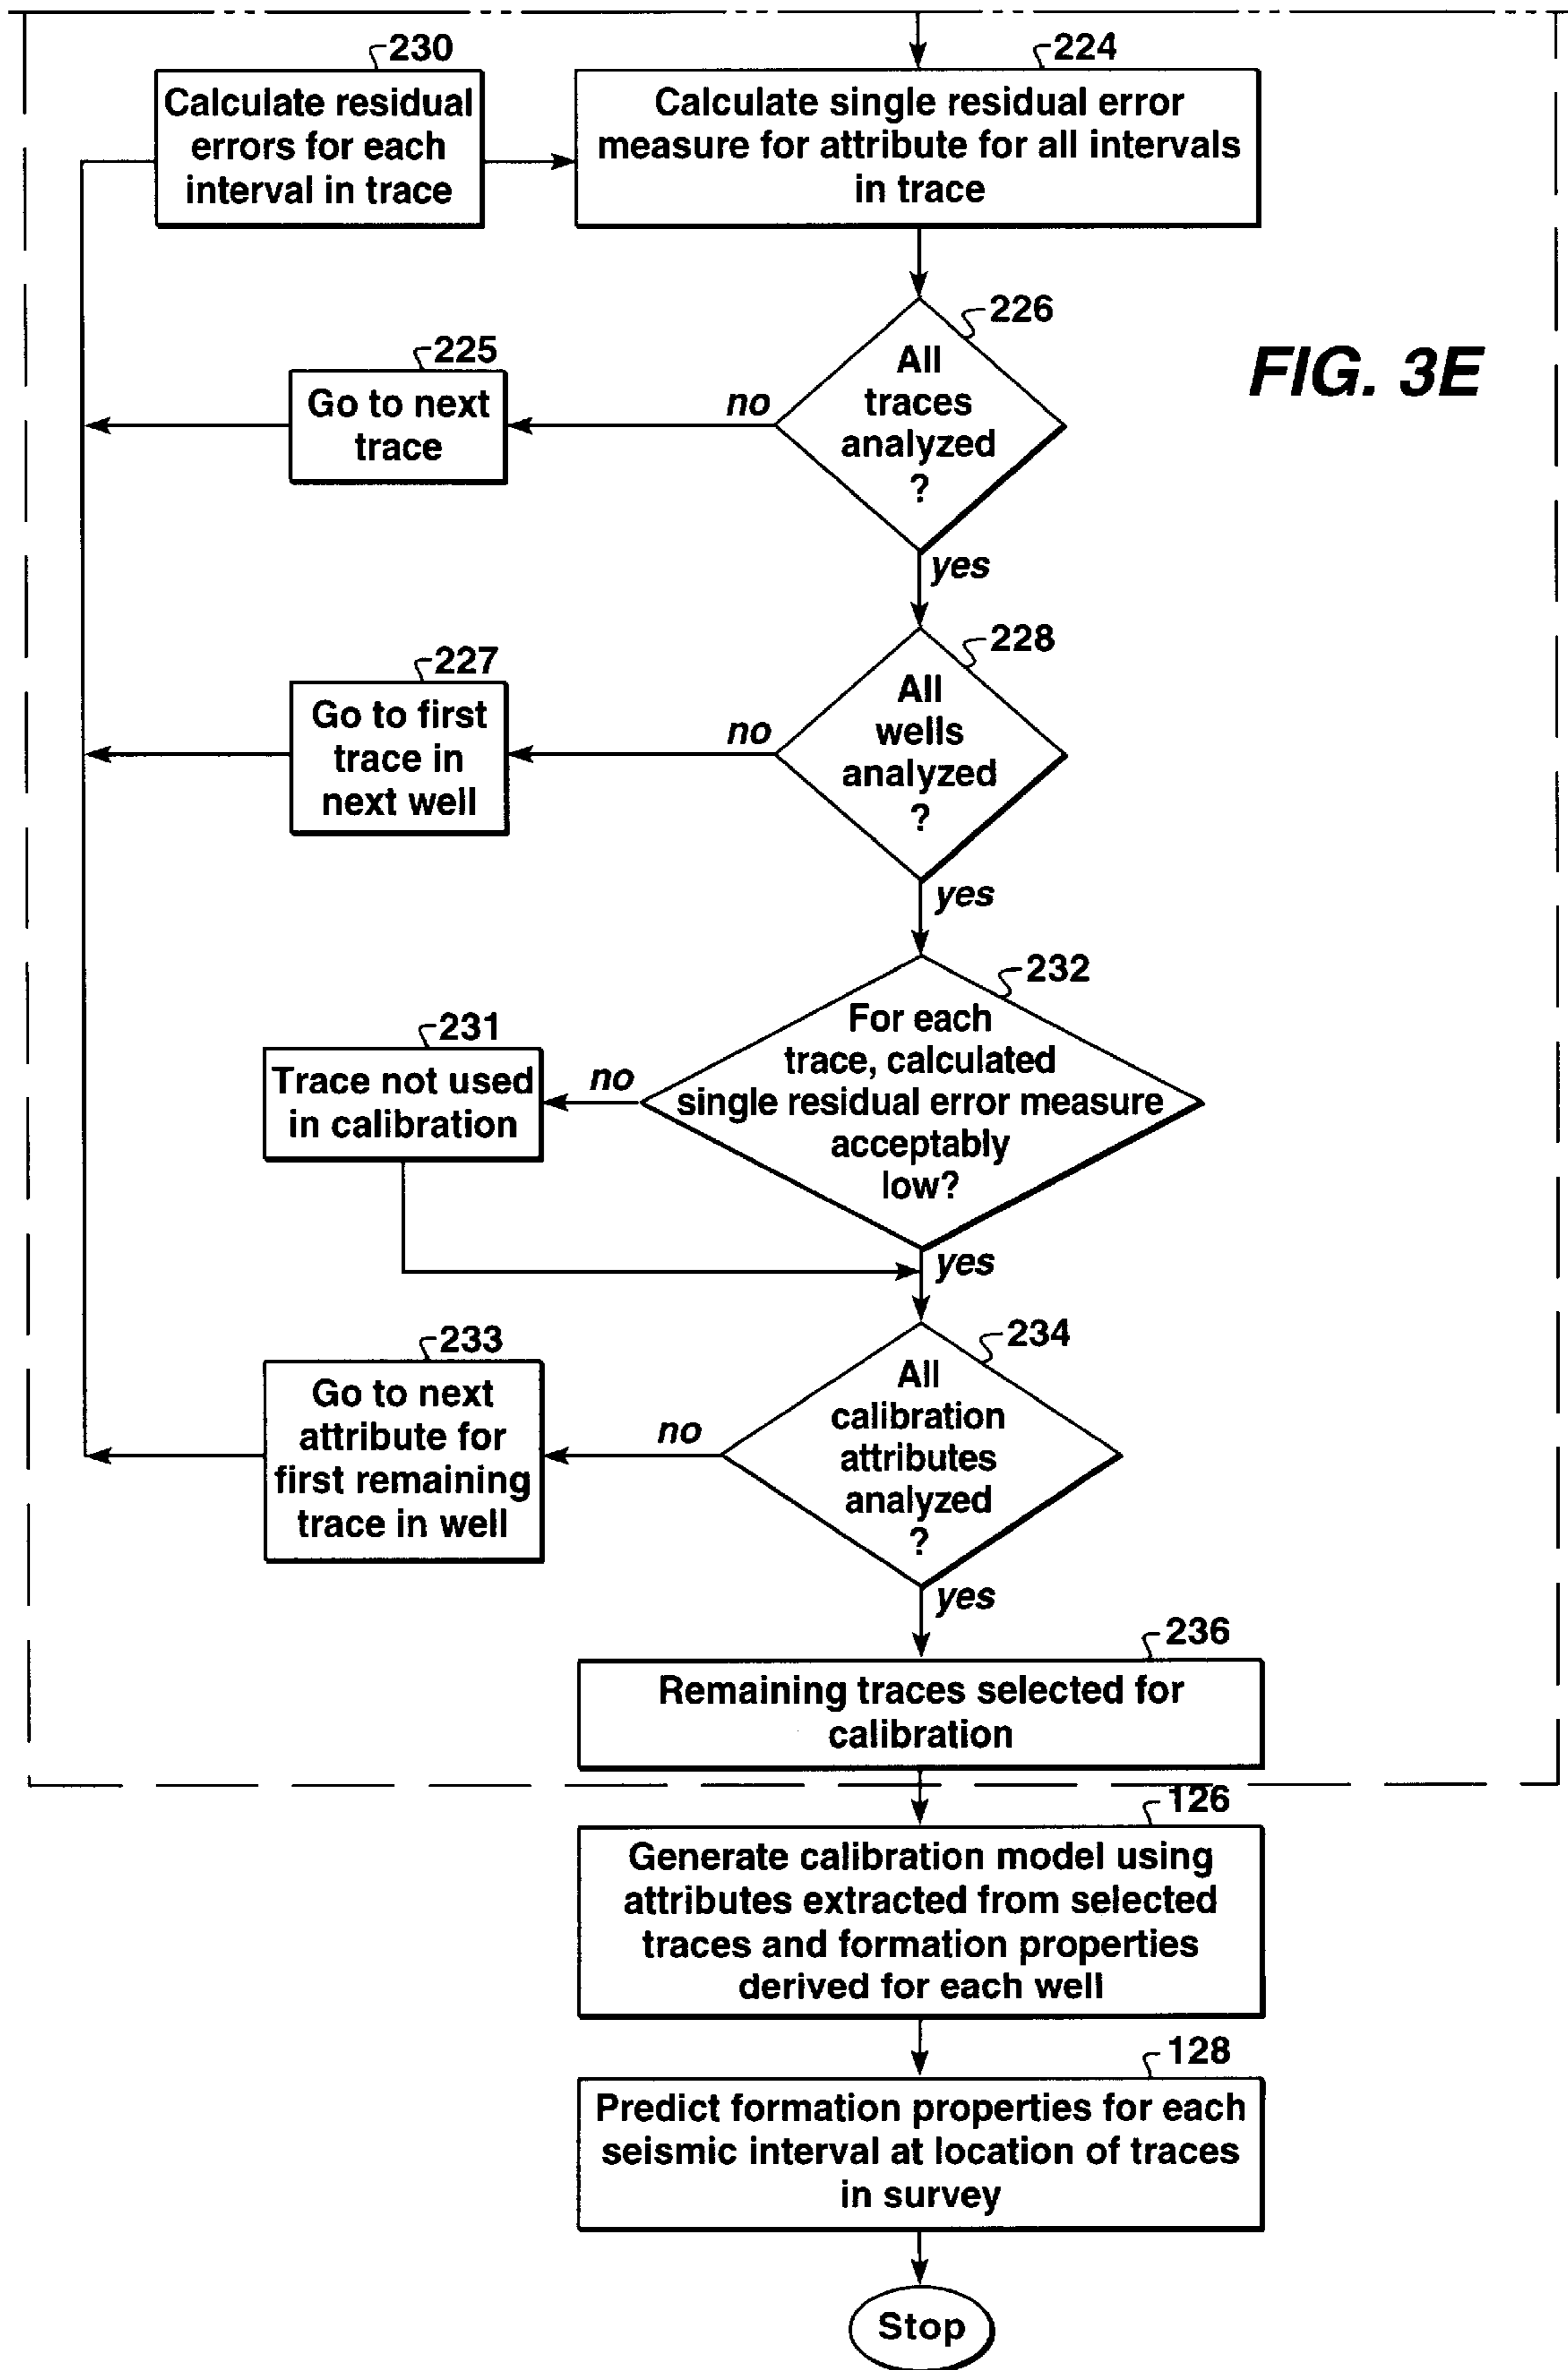 230
Calculate residual
errors for each
interval in trace
224
Calculate single residual error
measure for attribute for all intervals
in trace
226
All
traces
analyzed
?
FIG. 3E
225
Go to next
trace
no
yes
228
All
wells
analyzed
?
227
Go to first
trace in
next well
no
yes
232
For each
trace, calculated
single residual error measure
acceptably
low?
231
Trace not used
in calibration
no
yes
234
All
calibration
attributes
analyzed
?
233
Go to next
attribute for
first remaining
trace in well
no
yes
236
Remaining traces selected for
calibration
126
Generate calibration model using
attributes extracted from selected
traces and formation properties
derived for each well
128
Predict formation properties for each
seismic interval at location of traces
in survey
Stop